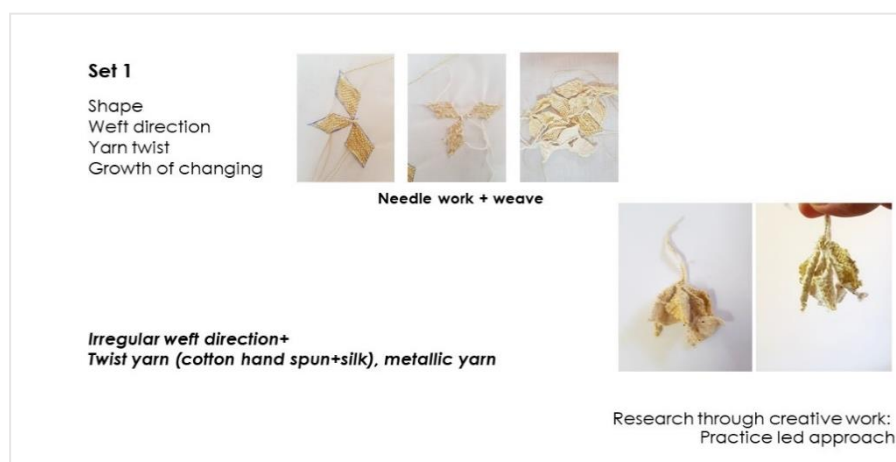 Set 1
Shape
Weft direction
Yarn twist
Growth of changing
Needle work + weave
Irregular weft direction+
Twist yarn (cotton hand spun+silk), metallic yarn
Research through creative work:
Practice led approach